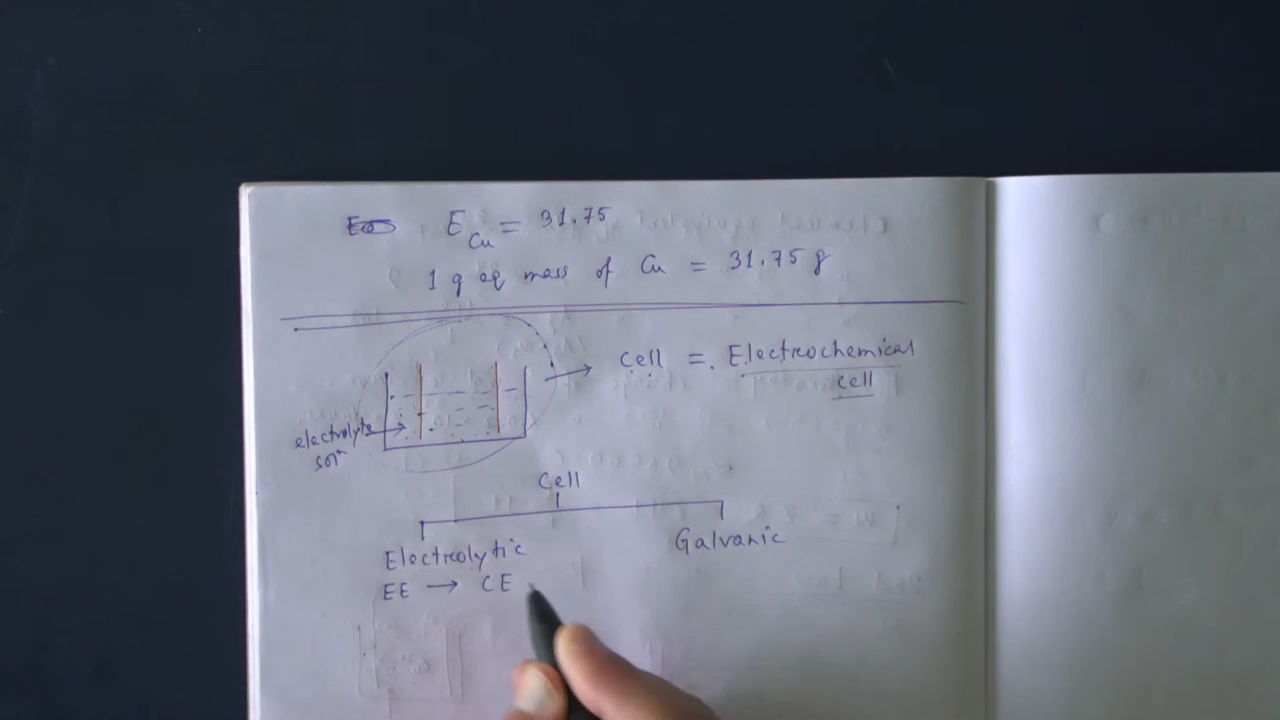 E_Cu = 31.75
1 g eq mass of Cu = 31.75 g
Cell = Electrochemical
cell
electrolyte
solⁿ
Cell
Electrolytic
Galvanic
EE → CE